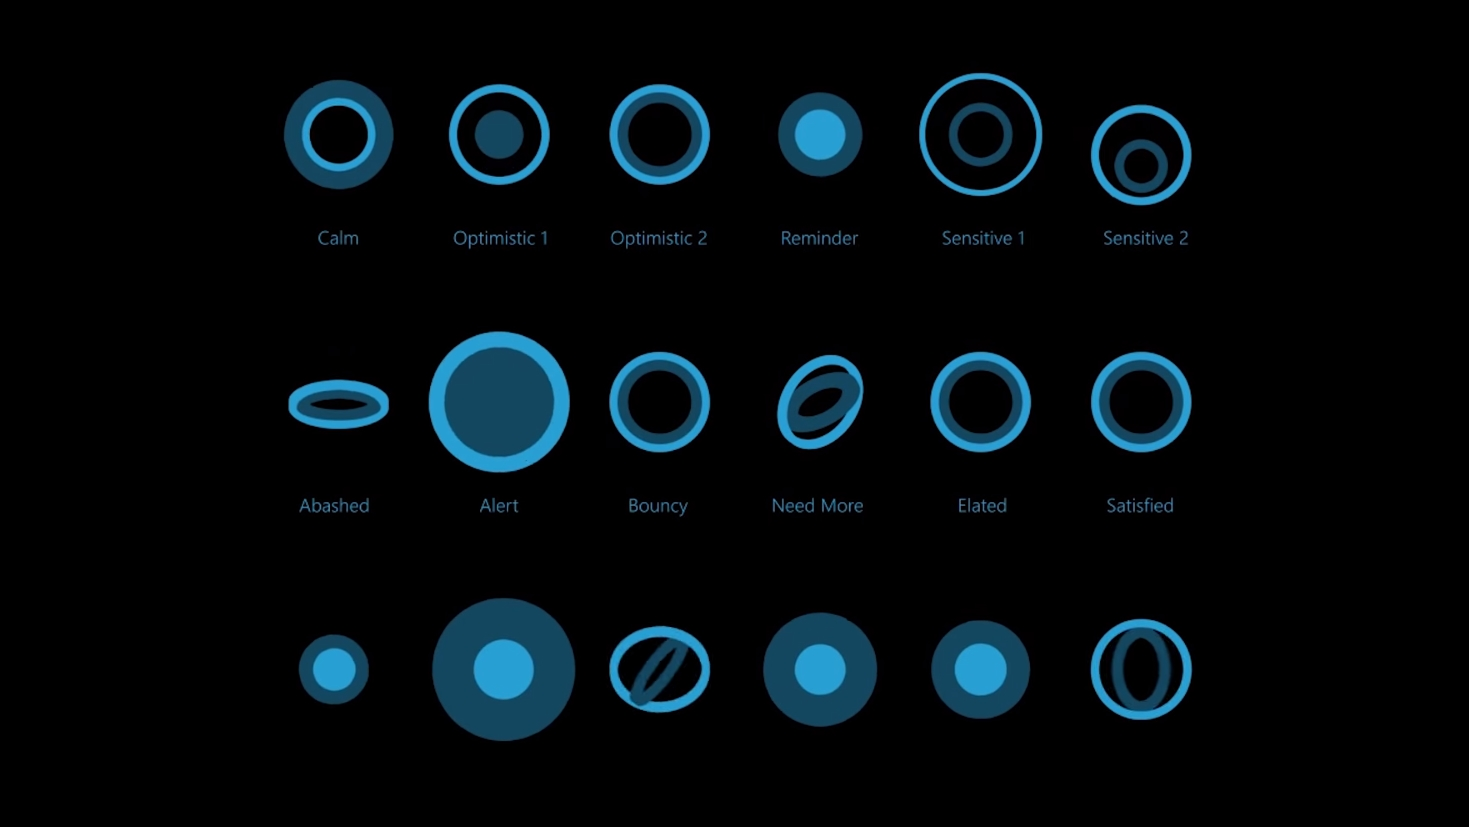 Calm Optimistic 1 Optimistic 2 Reminder Sensitive 1 Sensitive 2
Abashed Alert Bouncy Need More Elated Satisfied